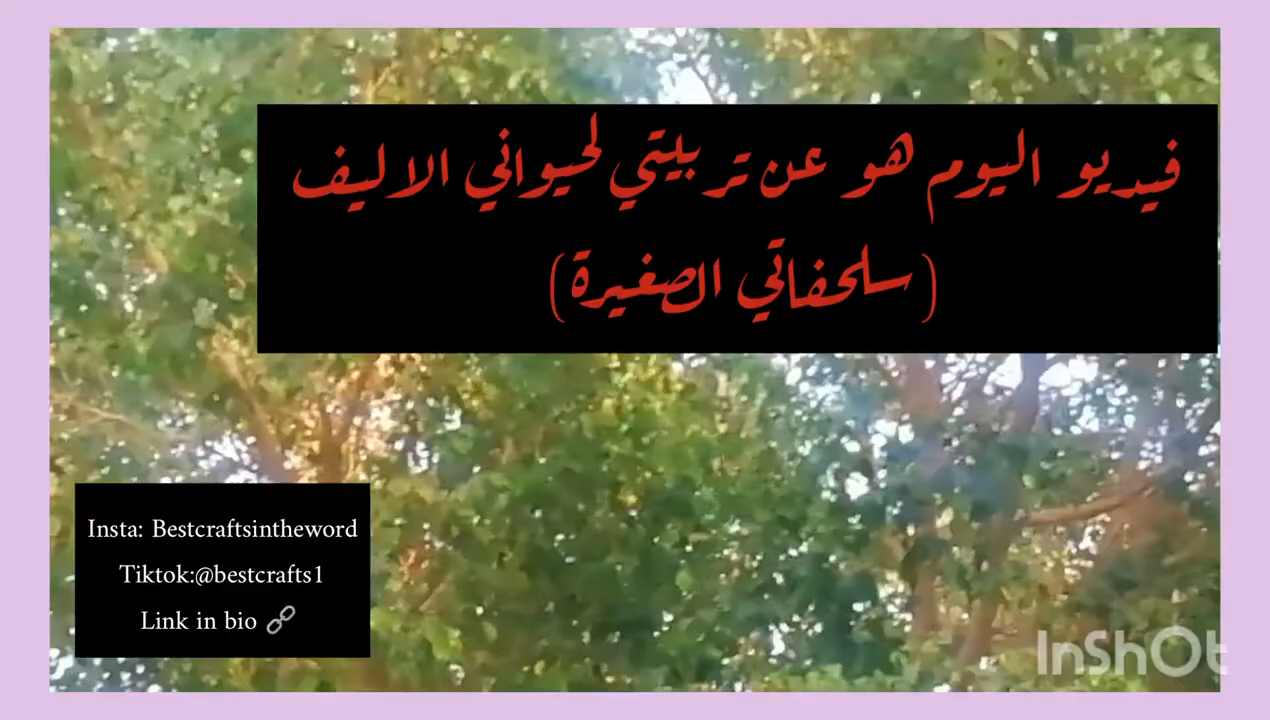 فيديو اليوم هو عن تربيتي لحيواني الاليف
(سلحفاتي الصغيرة)
Insta: Bestcraftsintheword
Tiktok:@bestcrafts1
Link in bio 🔗
InShOt